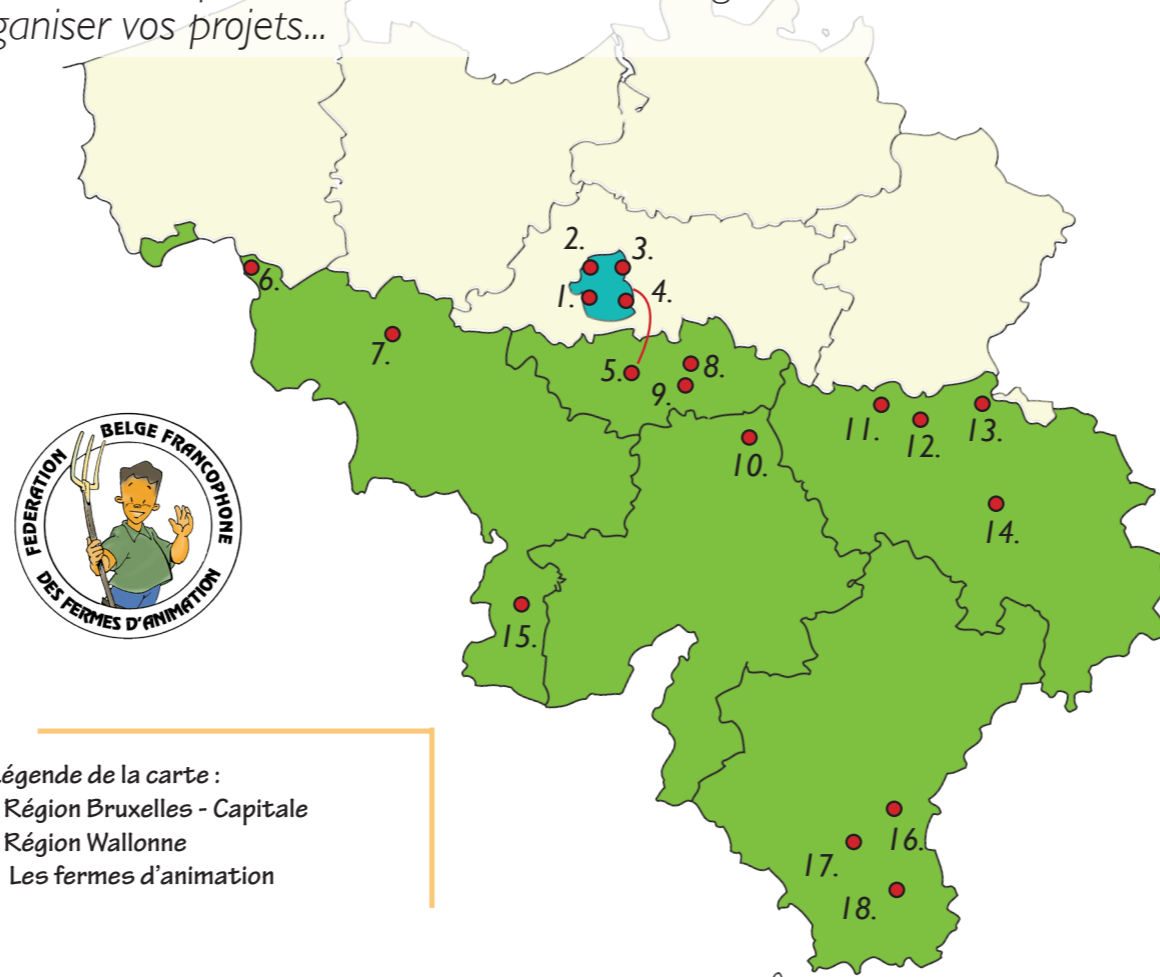 ganiser vos projets...
2.
3.
1.
4.
6.
7.
5.
8.
9.
10.
11.
12.
13.
14.
15.
FEDERATION BELGE FRANCOPHONE
DES FERMES D'ANIMATION
égende de la carte :
Région Bruxelles - Capitale
Région Wallonne
Les fermes d'animation
16.
17.
18.